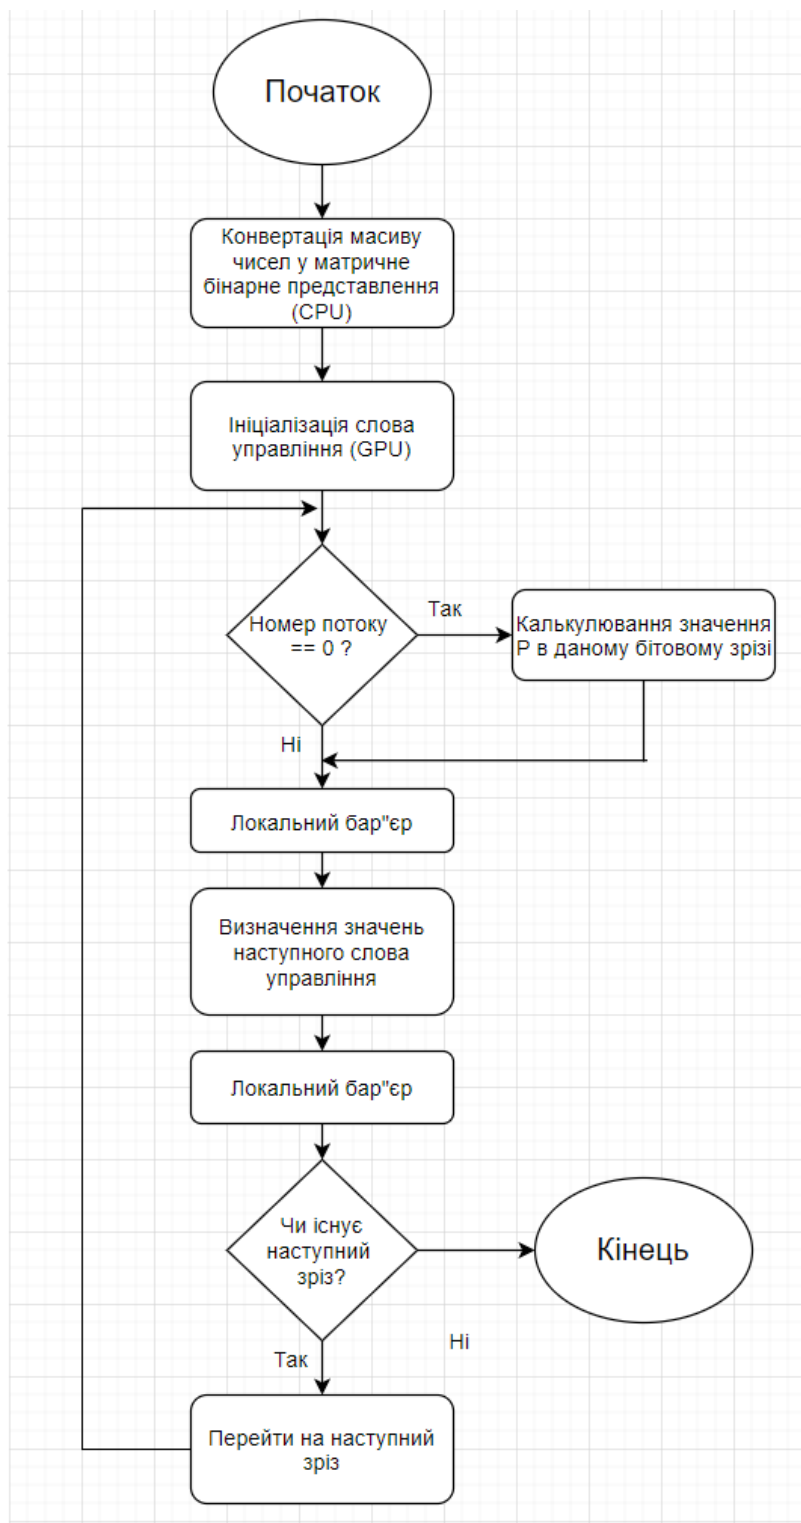 Початок
Конвертація масиву
чисел у матричне
бінарне представлення
(CPU)
Ініціалізація слова
управління (GPU)
Номер потоку
== 0 ?
Так
Калькулювання значення
P в даному бітовому зрізі
Ні
Локальний бар"єр
Визначення значень
наступного слова
управління
Локальний бар"єр
Чи існує
наступний
зріз?
Кінець
Ні
Так
Перейти на наступний
зріз